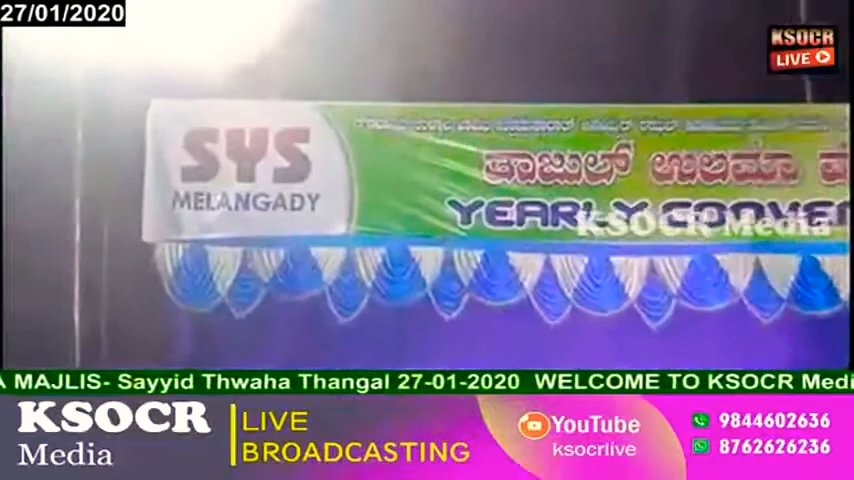 27/01/2020
KSOCR
LIVE
SYS
MELANGADY
ತಾಜುಲ್ ಉಲಮಾ
YEARLY
KSOCR Media
A MAJLIS- Sayyid Thwaha Thangal 27-01-2020 WELCOME TO KSOCR Medi
KSOCR
Media
LIVE
BROADCASTING
YouTube
ksocrlive
9844602636
8762626236